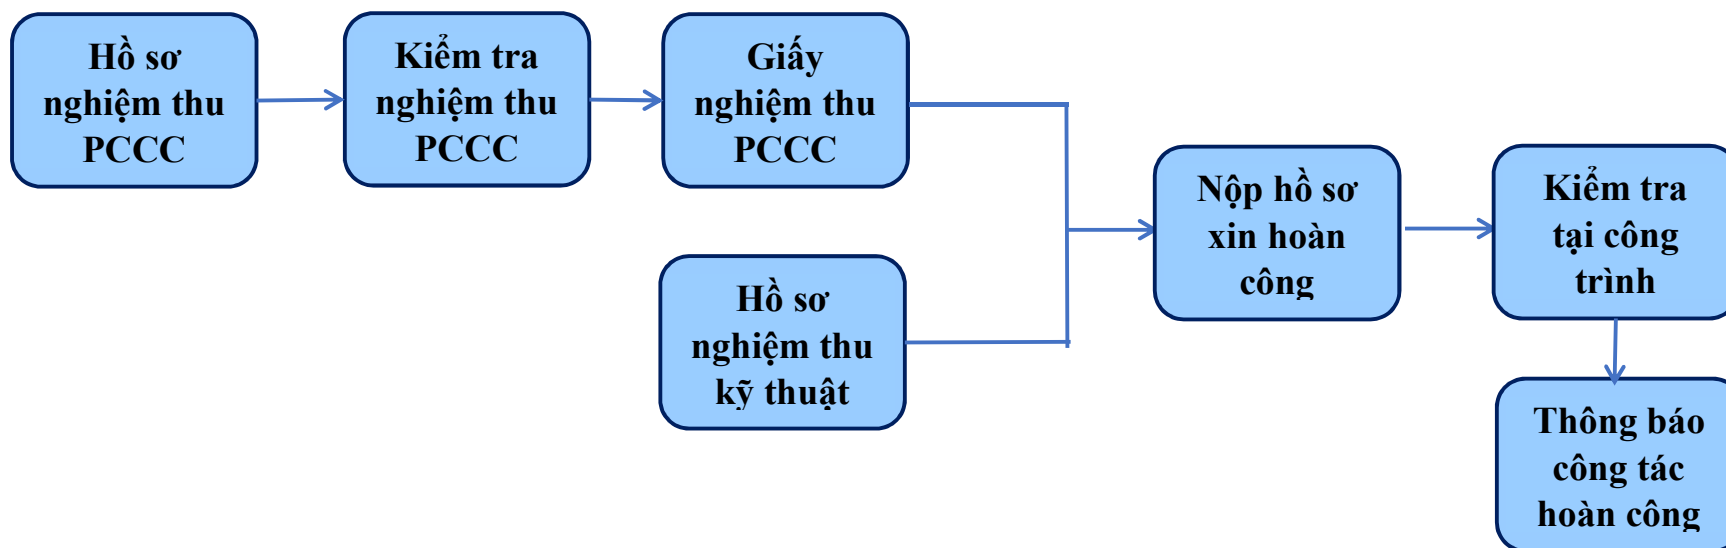 Hồ sơ
nghiệm thu
PCCC
Kiểm tra
nghiệm thu
PCCC
Giấy
nghiệm thu
PCCC
Hồ sơ
nghiệm thu
kỹ thuật
Nộp hồ sơ
xin hoàn
công
Kiểm tra
tại công
trình
Thông báo
công tác
hoàn công